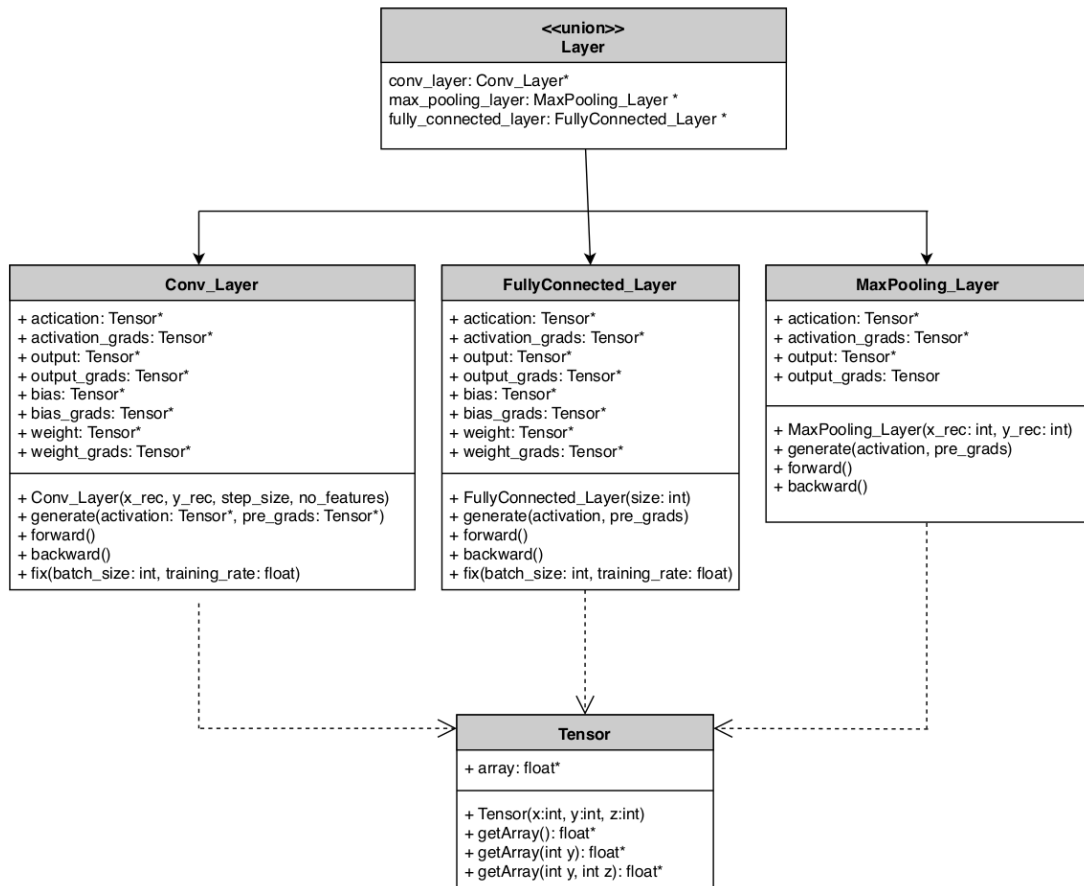 <<union>>
Layer
conv_layer: Conv_Layer*
max_pooling_layer: MaxPooling_Layer *
fully_connected_layer: FullyConnected_Layer *
Conv_Layer
+ actication: Tensor*
+ activation_grads: Tensor*
+ output: Tensor*
+ output_grads: Tensor*
+ bias: Tensor*
+ bias_grads: Tensor*
+ weight: Tensor*
+ weight_grads: Tensor*
+ Conv_Layer(x_rec, y_rec, step_size, no_features)
+ generate(activation: Tensor*, pre_grads: Tensor*)
+ forward()
+ backward()
+ fix(batch_size: int, training_rate: float)
FullyConnected_Layer
+ actication: Tensor*
+ activation_grads: Tensor*
+ output: Tensor*
+ output_grads: Tensor*
+ bias: Tensor*
+ bias_grads: Tensor*
+ weight: Tensor*
+ weight_grads: Tensor*
+ FullyConnected_Layer(size: int)
+ generate(activation, pre_grads)
+ forward()
+ backward()
+ fix(batch_size: int, training_rate: float)
MaxPooling_Layer
+ actication: Tensor*
+ activation_grads: Tensor*
+ output: Tensor*
+ output_grads: Tensor
+ MaxPooling_Layer(x_rec: int, y_rec: int)
+ generate(activation, pre_grads)
+ forward()
+ backward()
Tensor
+ array: float*
+ Tensor(x:int, y:int, z:int)
+ getArray(): float*
+ getArray(int y): float*
+ getArray(int y, int z): float*